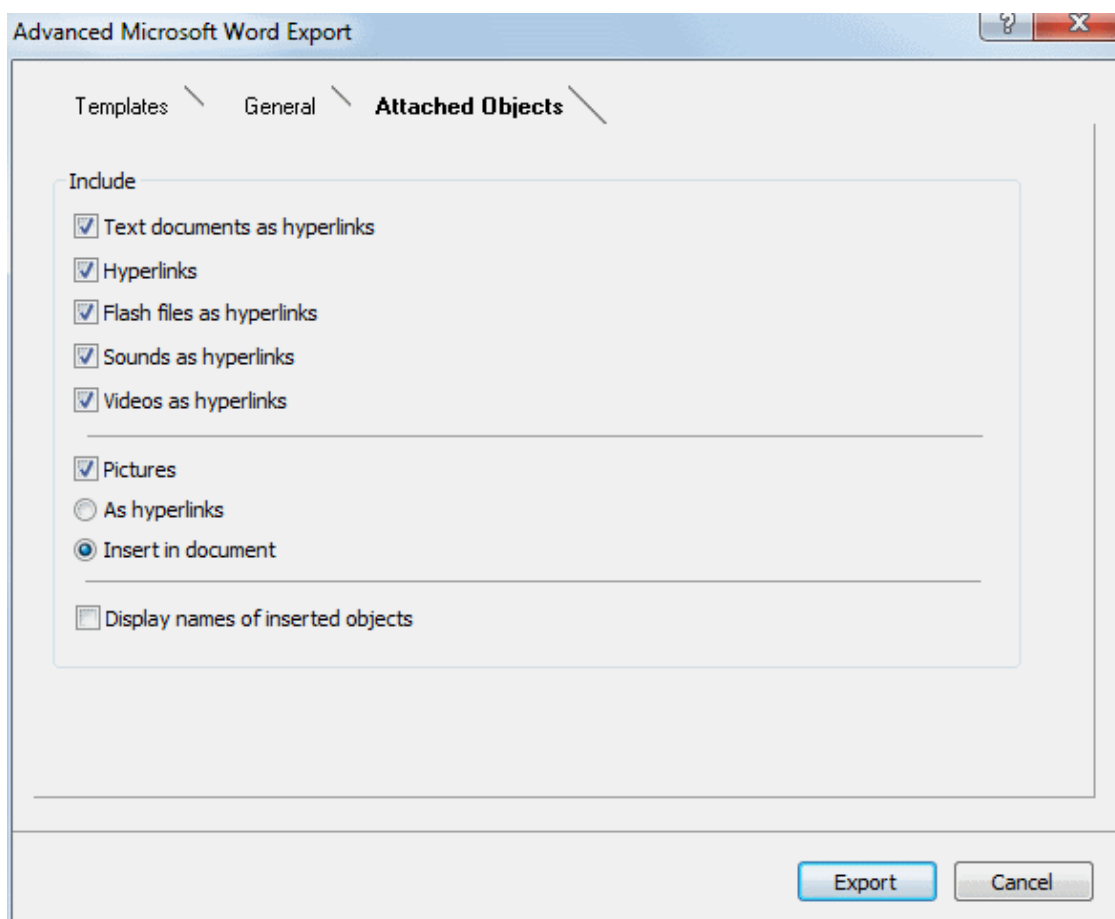 Advanced Microsoft Word Export
?
Templates General Attached Objects
Include
Text documents as hyperlinks
Hyperlinks
Flash files as hyperlinks
Sounds as hyperlinks
Videos as hyperlinks
Pictures
As hyperlinks
Insert in document
Display names of inserted objects
Export Cancel